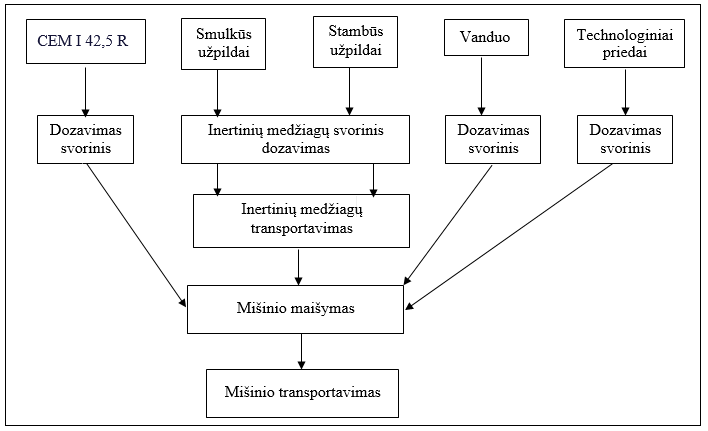 CEM I 42,5 R
Smulkūs
užpildai
Stambūs
užpildai
Vanduo
Technologiniai
priedai
Dozavimas
svorinis
Inertinių medžiagų svorinis
dozavimas
Dozavimas
svorinis
Dozavimas
svorinis
Inertinių medžiagų
transportavimas
Mišinio maišymas
Mišinio transportavimas